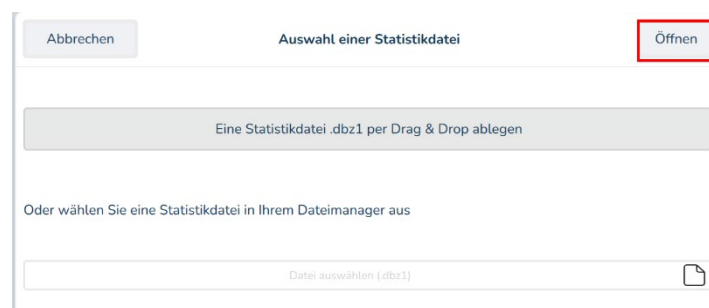 Abbrechen
Auswahl einer Statistikdatei
Öffnen
Eine Statistikdatei .dbz1 per Drag & Drop ablegen
Oder wählen Sie eine Statistikdatei in Ihrem Dateimanager aus
Datei auswählen (.dbz1)